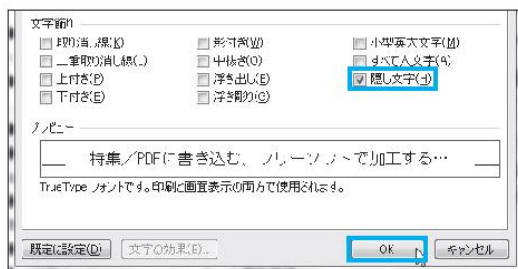 文字飾り
取り消し線(K) 影付き(W) 小型英大文字(M)
二重取り消し線(L) 中抜き(O) すべて大文字(A)
上付き(P) 浮き出し(E) 隠し文字(H)
下付き(E) 浮き彫り(G)
プレビュー
特集/PDFに書き込む、フリーソフトで加工する…
TrueType フォントです。印刷と画面表示の両方で使用されます。
既定に設定(D) 文字の効果(E)... OK キャンセル